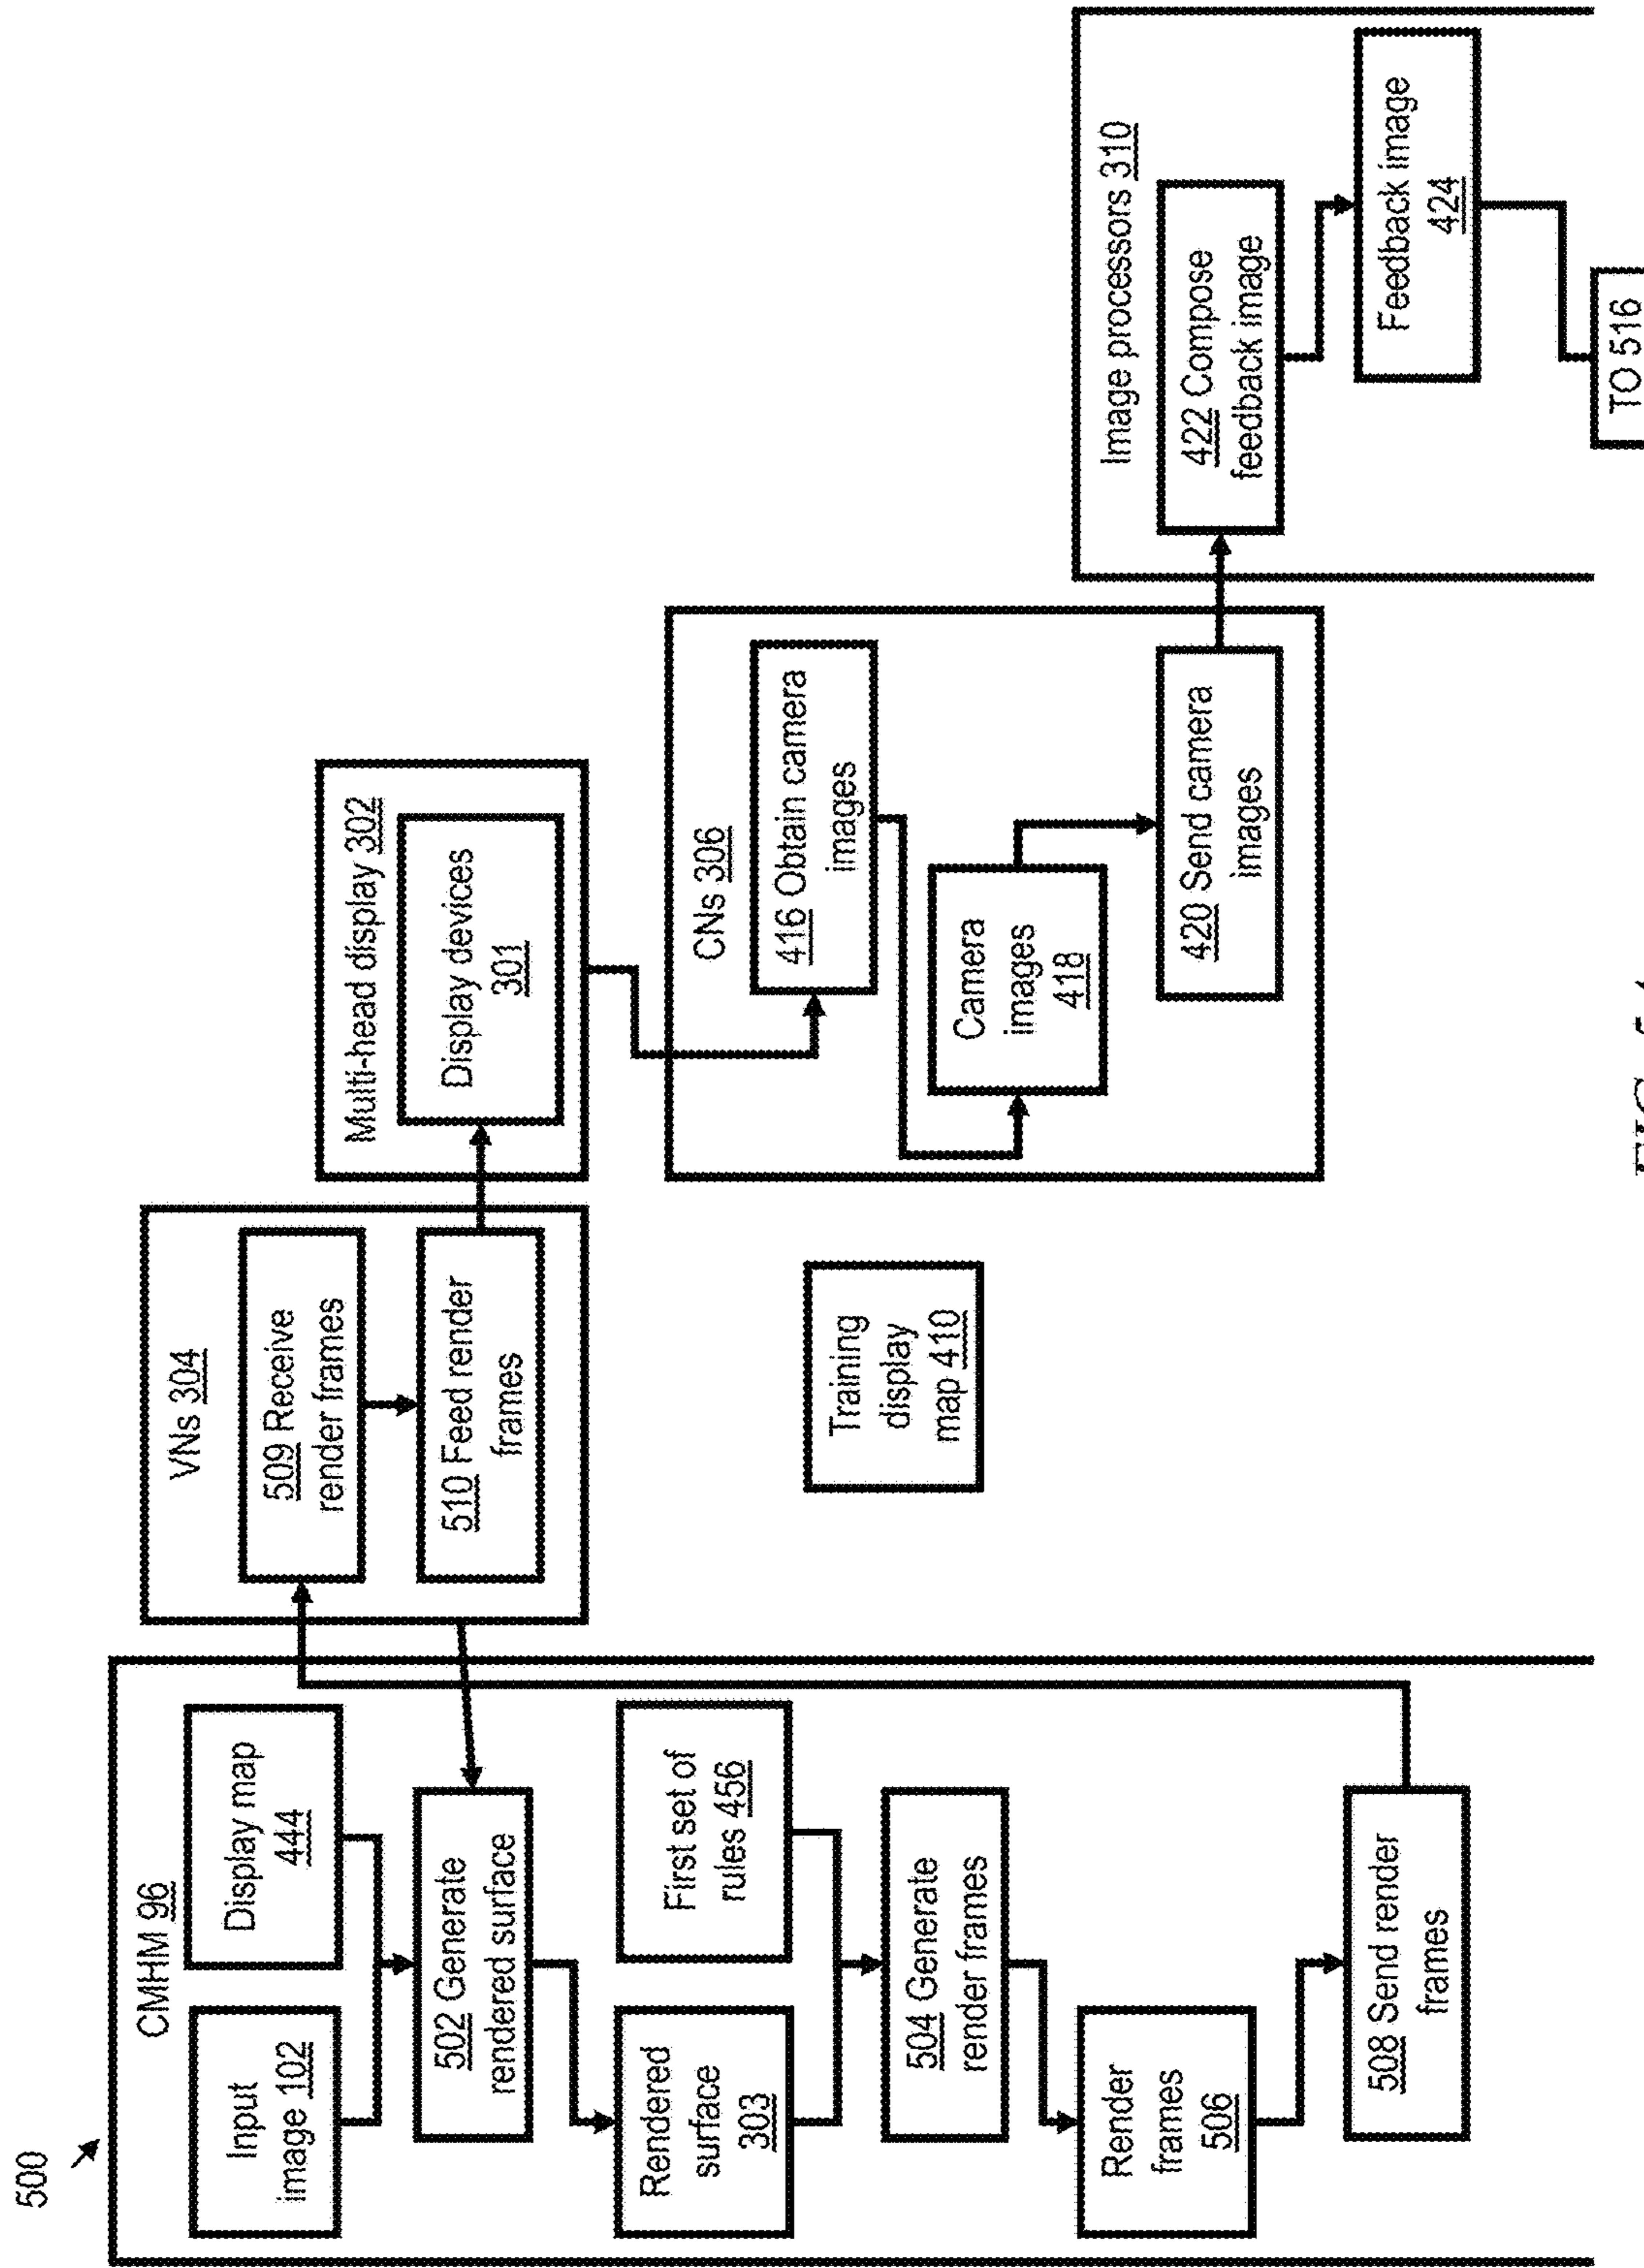 500
CMHM 96
Input
image 102
Display map
444
502 Generate
rendered surface
Rendered
surface
303
First set of
rules 456
504 Generate
render frames
Render
frames
506
508 Send render
frames
VNs 304
509 Receive
render frames
510 Feed render
frames
Training
display
map 410
Multi-head display 302
Display devices
301
CNs 306
416 Obtain camera
images
Camera
images
418
420 Send camera
images
Image processors 310
422 Compose
feedback image
Feedback image
424
TO 516